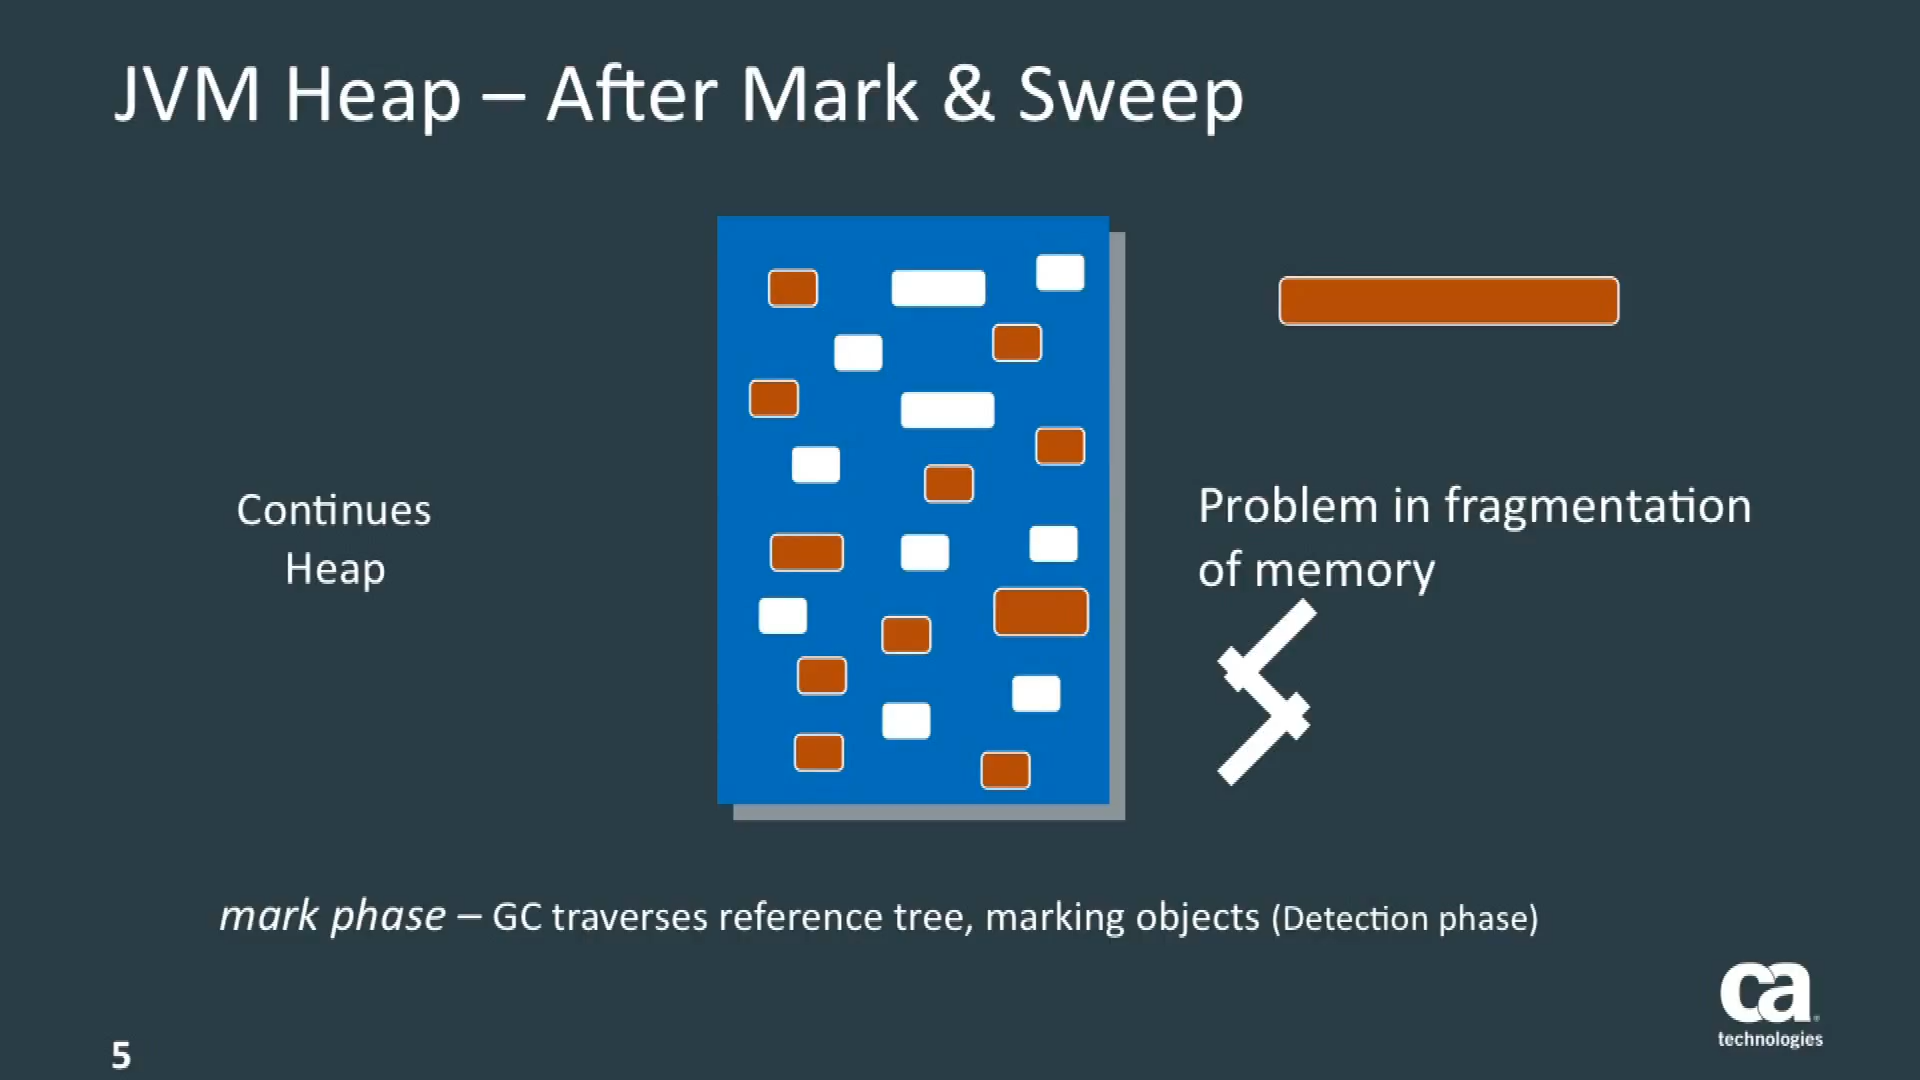 JVM Heap – After Mark & Sweep
Continues
Heap
Problem in fragmentation
of memory
mark phase – GC traverses reference tree, marking objects (Detection phase)
ca
technologies
5